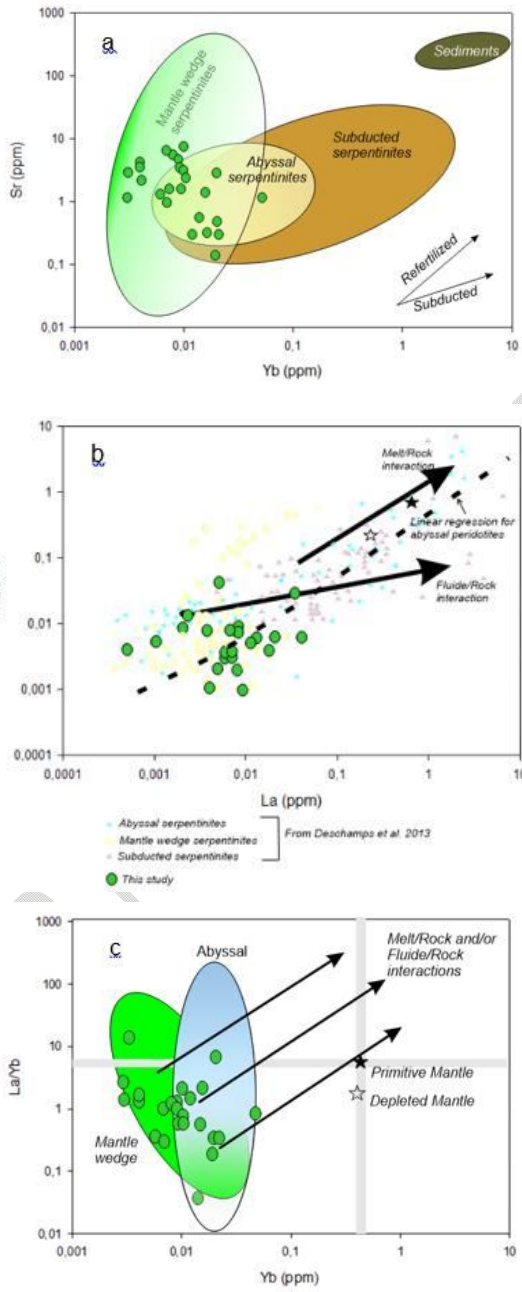 a
1000
100
10
1
0,1
0,01
Sr (ppm)
Mantle wedge
serpentinites
Sediments
Subducted
serpentinites
Abyssal
serpentinites
Refertilized
Subducted
0,001
0,01
0,1
1
10
Yb (ppm)
b
10
1
0,1
0,01
0,001
0,0001
Melt/Rock
interaction
Linear regression for
abyssal peridotites
Fluide/Rock
interaction
0,0001
0,001
0,01
0,1
1
10
La (ppm)
Abyssal serpentinites
Mantle wedge serpentinites
Subducted serpentinites
From Deschamps et al. 2013
This study
c
1000
100
10
1
0,1
0,01
La/Yb
Abyssal
Melt/Rock and/or
Fluide/Rock
interactions
Primitive Mantle
Depleted Mantle
Mantle
wedge
0,001
0,01
0,1
1
10
Yb (ppm)